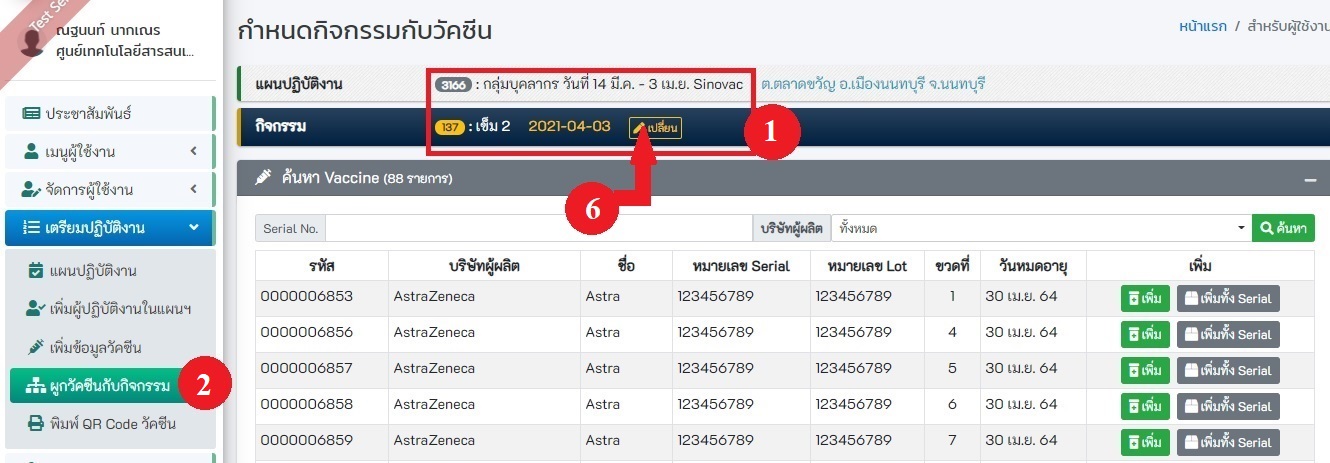 Test Ser
ณฐนนท์ นาคเณร
ศูนย์เทคโนโลยีสารสนเ...
ประชาสัมพันธ์
เมนูผู้ใช้งาน
จัดการผู้ใช้งาน
เตรียมปฏิบัติงาน
แผนปฏิบัติงาน
เพิ่มผู้ปฏิบัติงานในแผนฯ
เพิ่มข้อมูลวัคซีน
ผูกวัคซีนกับกิจกรรม
2
พิมพ์ QR Code วัคซีน
กำหนดกิจกรรมกับวัคซีน
หน้าแรก / สำหรับผู้ใช้งาน
แผนปฏิบัติงาน 3166 : กลุ่มบุคลากร วันที่ 14 มี.ค. - 3 เม.ย. Sinovac ต.ตลาดขวัญ อ.เมืองนนทบุรี จ.นนทบุรี
กิจกรรม 137 : เข็ม 2 2021-04-03 เปลี่ยน
1
6
ค้นหา Vaccine (88 รายการ)
Serial No. บริษัทผู้ผลิต ทั้งหมด ค้นหา
รหัส บริษัทผู้ผลิต ชื่อ หมายเลข Serial หมายเลข Lot ขวดที่ วันหมดอายุ เพิ่ม
0000006853 AstraZeneca Astra 123456789 123456789 1 30 เม.ย. 64 เพิ่ม เพิ่มทั้ง Serial
0000006856 AstraZeneca Astra 123456789 123456789 4 30 เม.ย. 64 เพิ่ม เพิ่มทั้ง Serial
0000006857 AstraZeneca Astra 123456789 123456789 5 30 เม.ย. 64 เพิ่ม เพิ่มทั้ง Serial
0000006858 AstraZeneca Astra 123456789 123456789 6 30 เม.ย. 64 เพิ่ม เพิ่มทั้ง Serial
0000006859 AstraZeneca Astra 123456789 123456789 7 30 เม.ย. 64 เพิ่ม เพิ่มทั้ง Serial